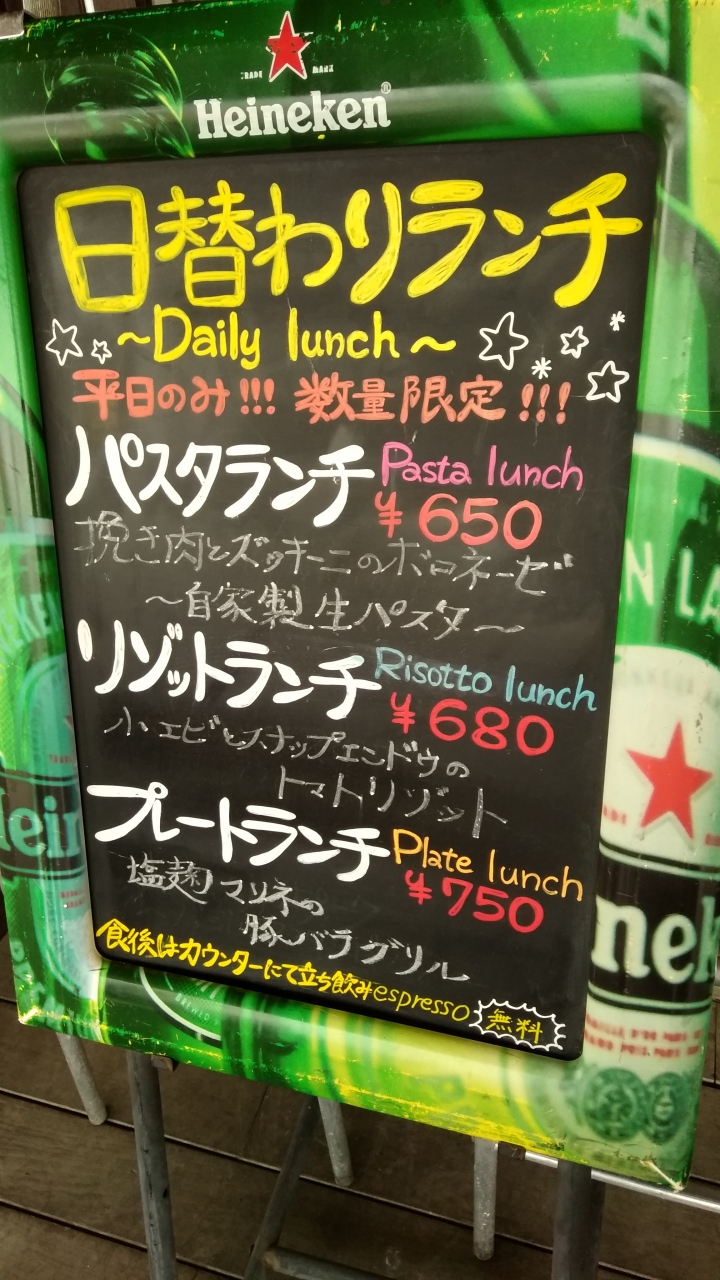 TRADE MARK
Heineken®
日替わりランチ
~Daily lunch~
平日のみ!!! 数量限定!!!
パスタランチ Pasta lunch
¥650
挽き肉とズッキーニのボロネーゼ
~自家製生パスタ~
リゾットランチ Risotto lunch
¥680
小エビとスナップエンドウの
トマトリゾット
プレートランチ Plate lunch
¥750
塩麹マリネの
豚バラグリル
食後はカウンターにて立ち飲みespresso 無料